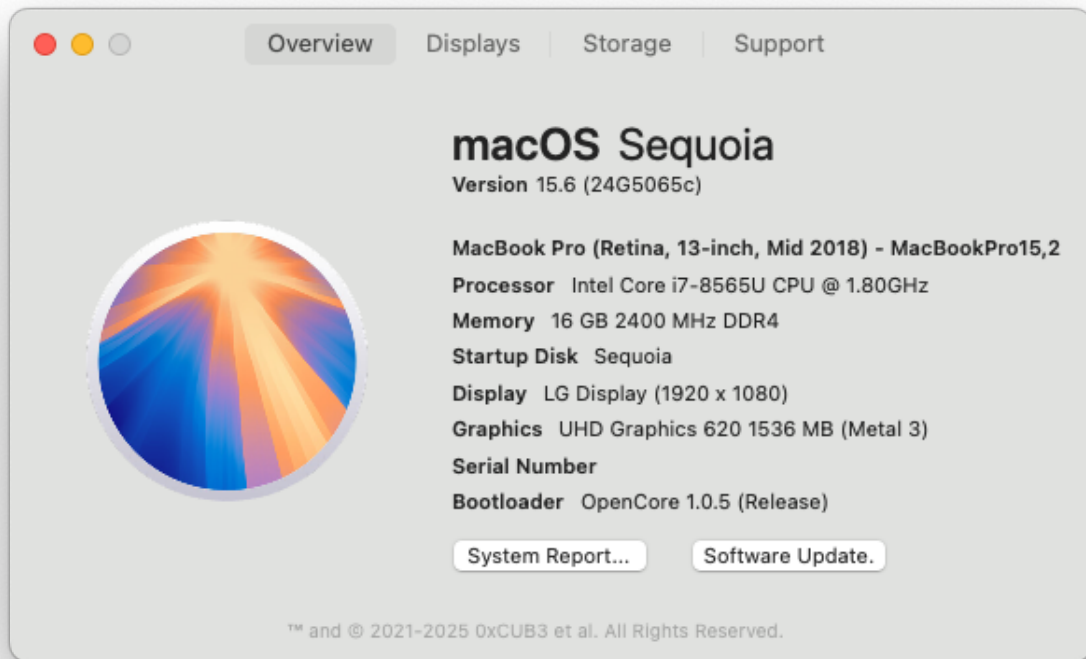 Overview Displays Storage Support
macOS Sequoia
Version 15.6 (24G5065c)
MacBook Pro (Retina, 13-inch, Mid 2018) - MacBookPro15,2
Processor Intel Core i7-8565U CPU @ 1.80GHz
Memory 16 GB 2400 MHz DDR4
Startup Disk Sequoia
Display LG Display (1920 x 1080)
Graphics UHD Graphics 620 1536 MB (Metal 3)
Serial Number
Bootloader OpenCore 1.0.5 (Release)
System Report... Software Update.
™ and © 2021-2025 0xCUB3 et al. All Rights Reserved.